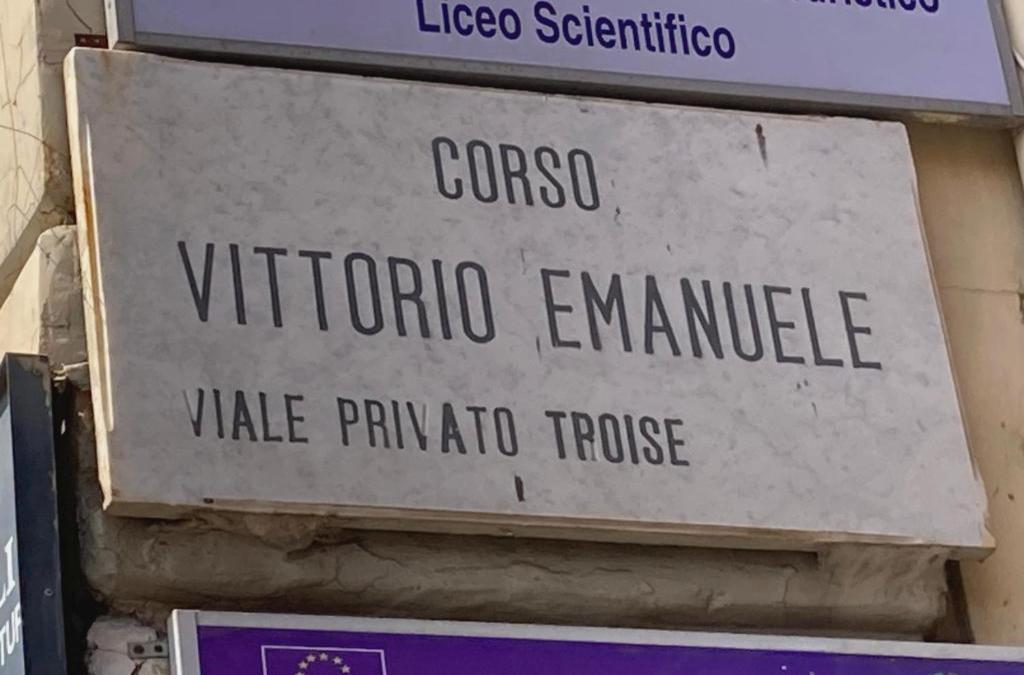 Liceo Scientifico
CORSO
VITTORIO EMANUELE
VIALE PRIVATO TROISE